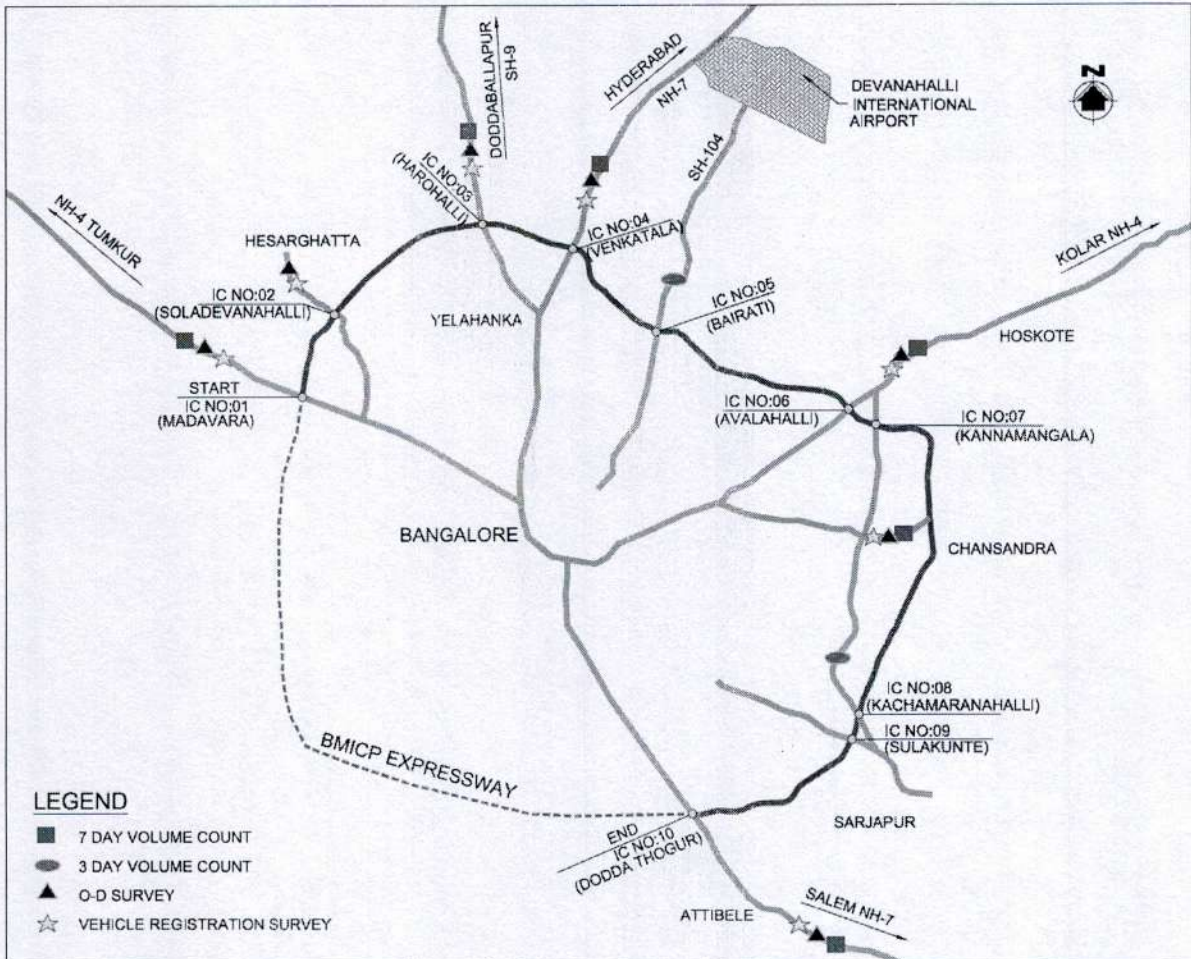 DODDABALLAPUR
SH-9
HYDERABAD
NH-7
DEVANAHALLI
INTERNATIONAL
AIRPORT
N
SH-104
IC NO:03
(HAROHALLI)
NH-4 TUMKUR
HESARGHATTA
IC NO:04
(VENKATALA)
KOLAR NH-4
IC NO:02
(SOLADEVANAHALLI)
YELAHANKA
IC NO:05
(BAIRATI)
HOSKOTE
START
IC NO:01
(MADAVARA)
IC NO:06
(AVALAHALLI)
IC NO:07
(KANNAMANGALA)
BANGALORE
CHANSANDRA
IC NO:08
(KACHAMARANAHALLI)
IC NO:09
(SULAKUNTE)
BMICP EXPRESSWAY
SARJAPUR
END
IC NO:10
(DODDA THOGUR)
ATTIBELE
SALEM NH-7
LEGEND
7 DAY VOLUME COUNT
3 DAY VOLUME COUNT
O-D SURVEY
VEHICLE REGISTRATION SURVEY